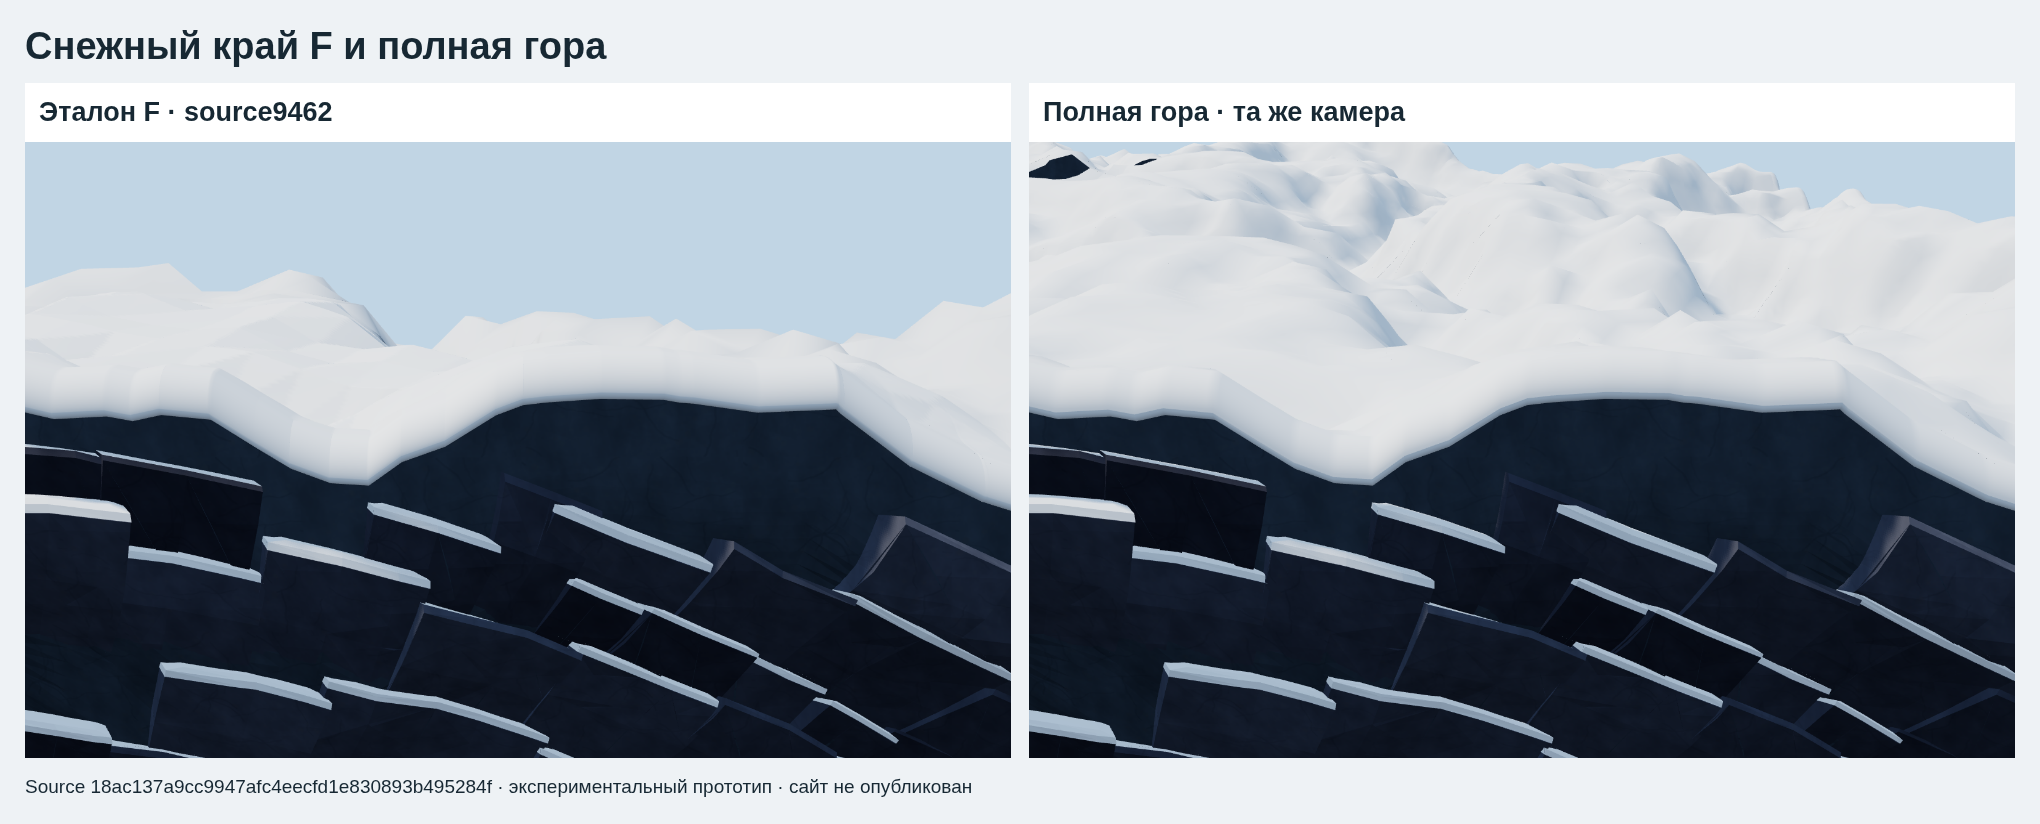 Снежный край F и полная гора
Эталон F · source9462
Полная гора · та же камера
Source 18ac137a9cc9947afc4eecfd1e830893b495284f · экспериментальный прототип · сайт не опубликован